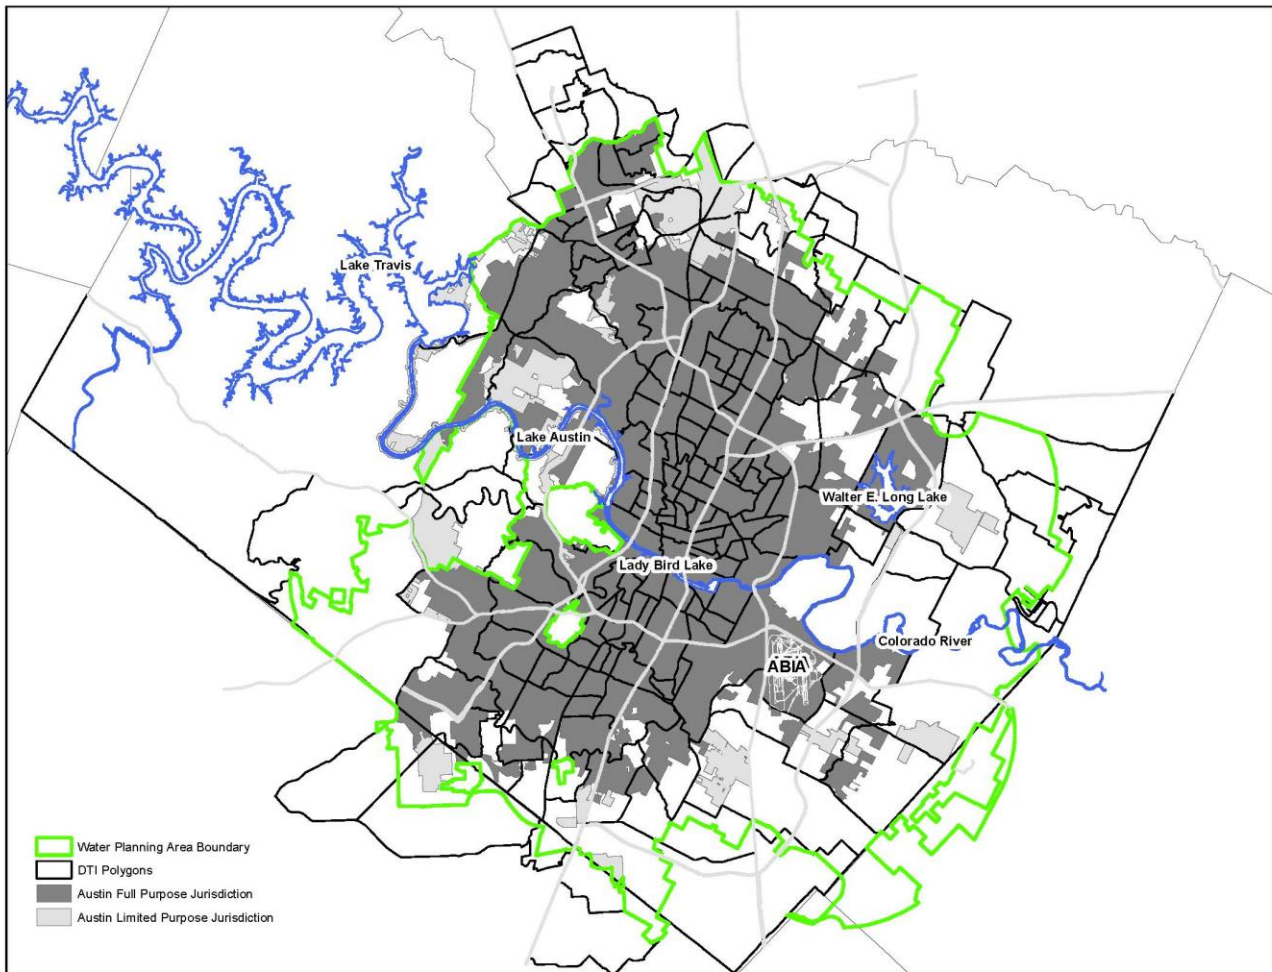 Lake Travis
Lake Austin
Walter E. Long Lake
Lady Bird Lake
Colorado River
ABIA
Water Planning Area Boundary
DTI Polygons
Austin Full Purpose Jurisdiction
Austin Limited Purpose Jurisdiction